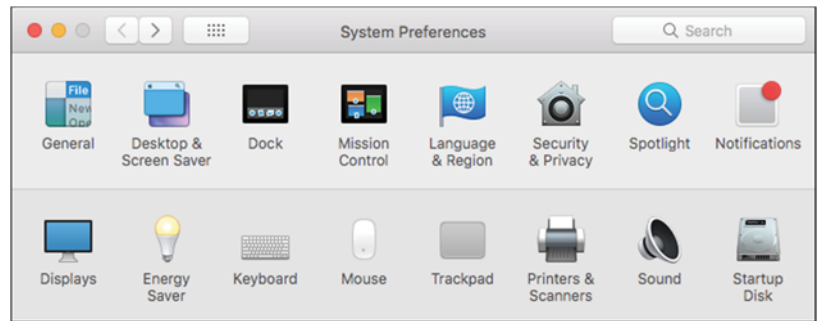 System Preferences
Search
File
New
Ope
General
Desktop &
Screen Saver
Dock
Mission
Control
Language
& Region
Security
& Privacy
Spotlight
Notifications
Displays
Energy
Saver
Keyboard
Mouse
Trackpad
Printers &
Scanners
Sound
Startup
Disk